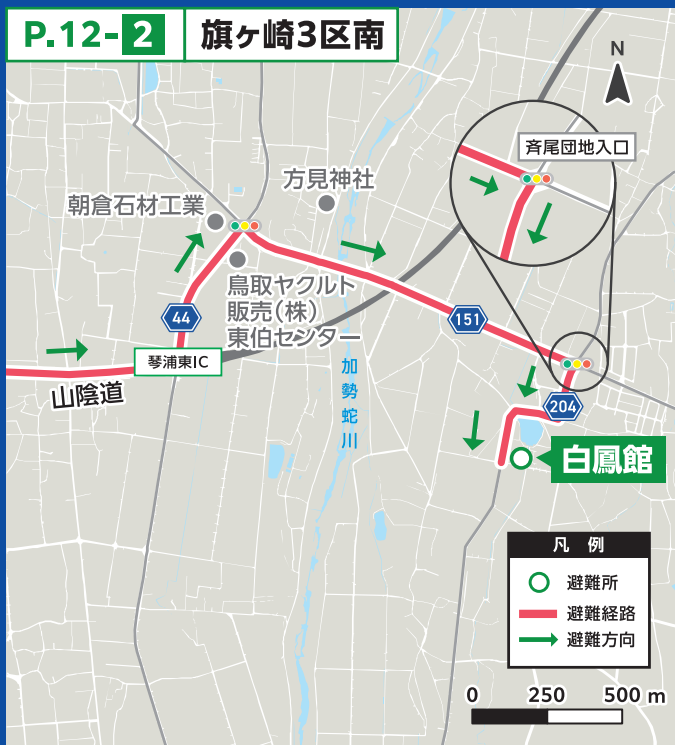 P.12-2 旗ヶ崎3区南
N
斉尾団地入口
方見神社
朝倉石材工業
鳥取ヤクルト
販売(株)
東伯センター
44
151
琴浦東IC
山陰道
加勢蛇川
204
白鳳館
凡 例
避難所
避難経路
避難方向
0 250 500 m